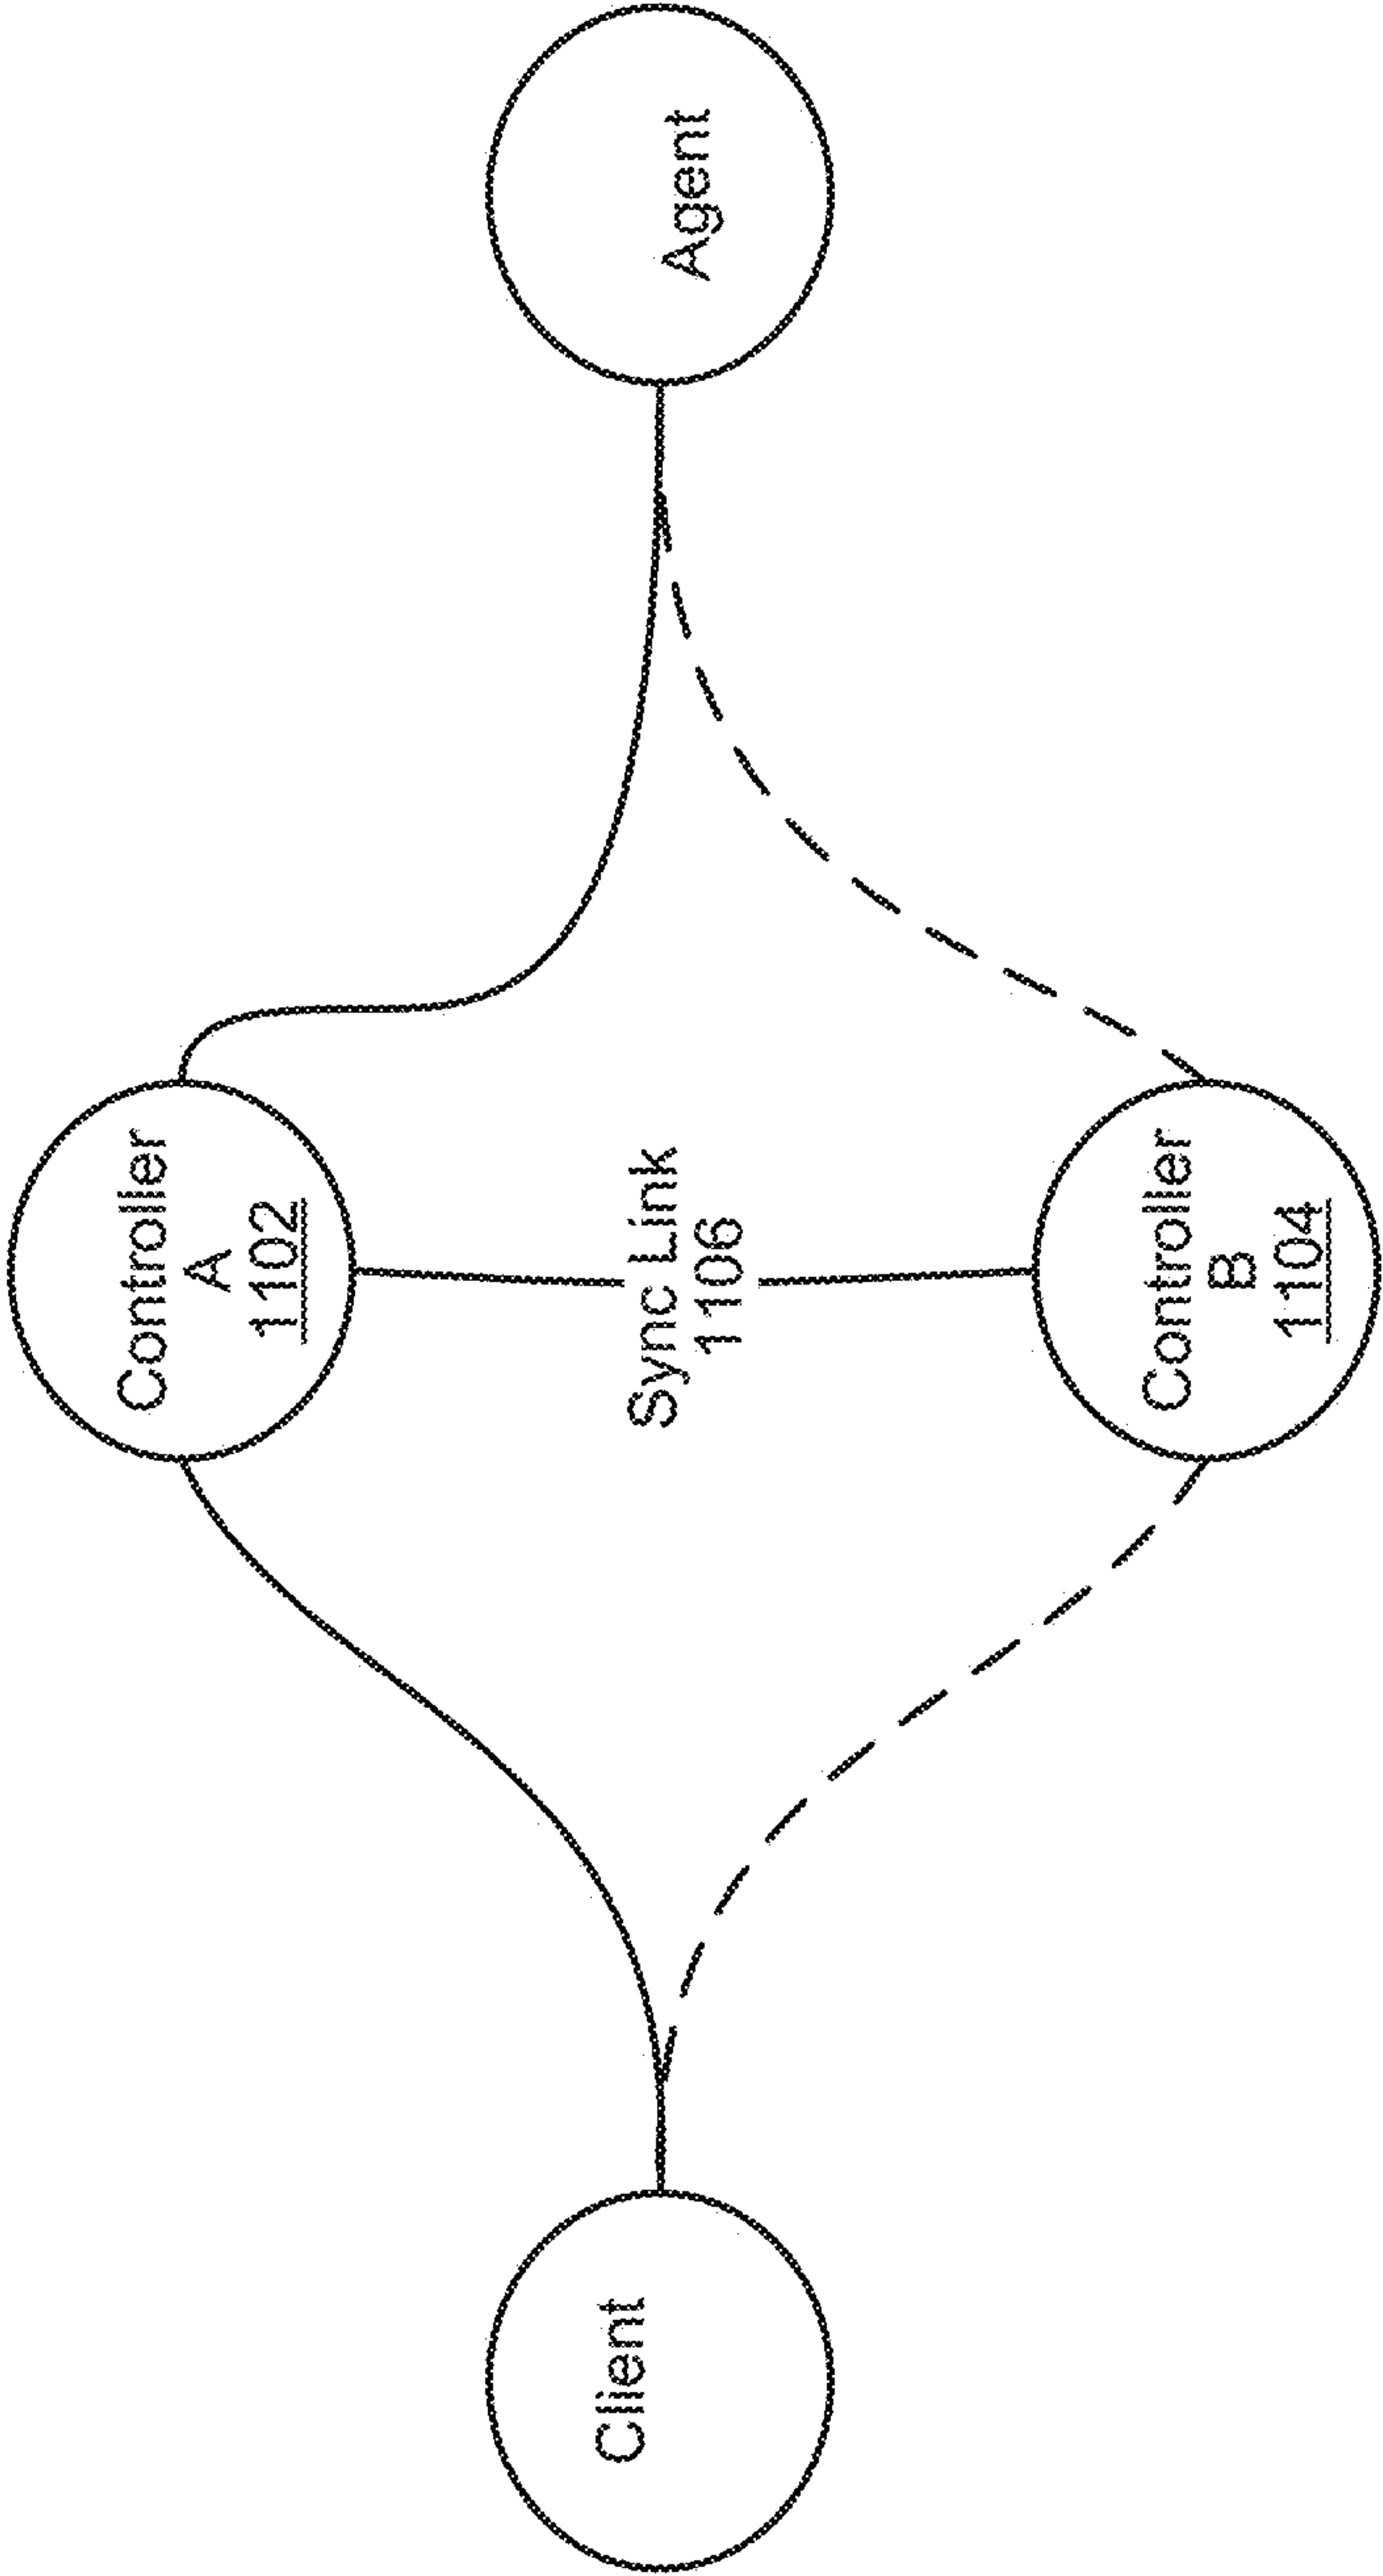 Controller
A
1102
Client
Sync Link
1106
Agent
Controller
B
1104